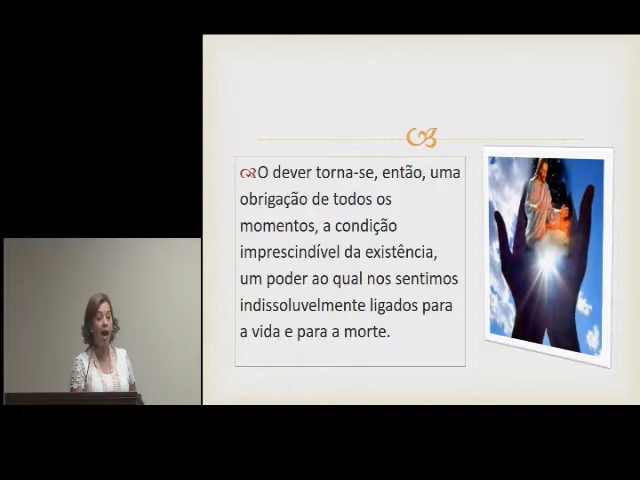 O dever torna-se, então, uma
obrigação de todos os
momentos, a condição
imprescindível da existência,
um poder ao qual nos sentimos
indissoluvelmente ligados para
a vida e para a morte.